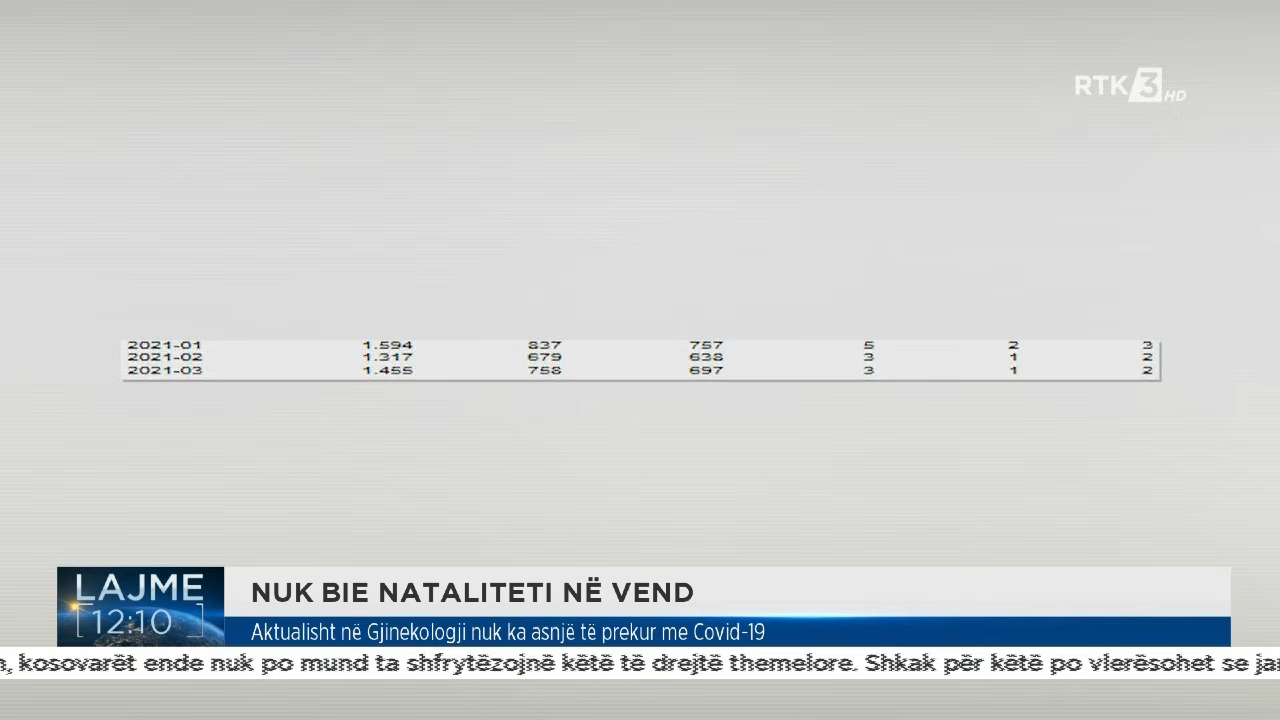 RTK 3 HD
2021-01 1.594 837 757 5 2 3
2021-02 1.317 679 638 3 1 2
2021-03 1.455 758 697 3 1 2
LAJME
12:10
NUK BIE NATALITETI NË VEND
Aktualisht në Gjinekologji nuk ka asnjë të prekur me Covid-19
, kosovarët ende nuk po mund ta shfrytëzojnë këtë të drejtë themelore. Shkak për këtë po vlerësohet se